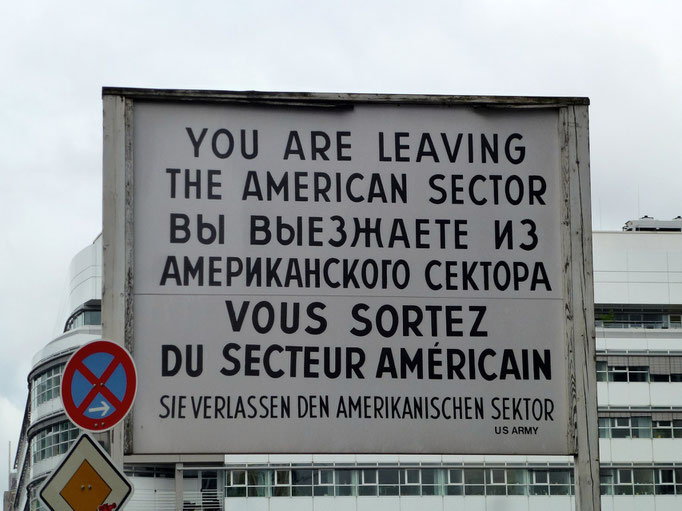 YOU ARE LEAVING
THE AMERICAN SECTOR
ВЫ ВЫЕЗЖАЕТЕ ИЗ
АМЕРИКАНСКОГО СЕКТОРА
VOUS SORTEZ
DU SECTEUR AMÉRICAIN
SIE VERLASSEN DEN AMERIKANISCHEN SEKTOR
US ARMY